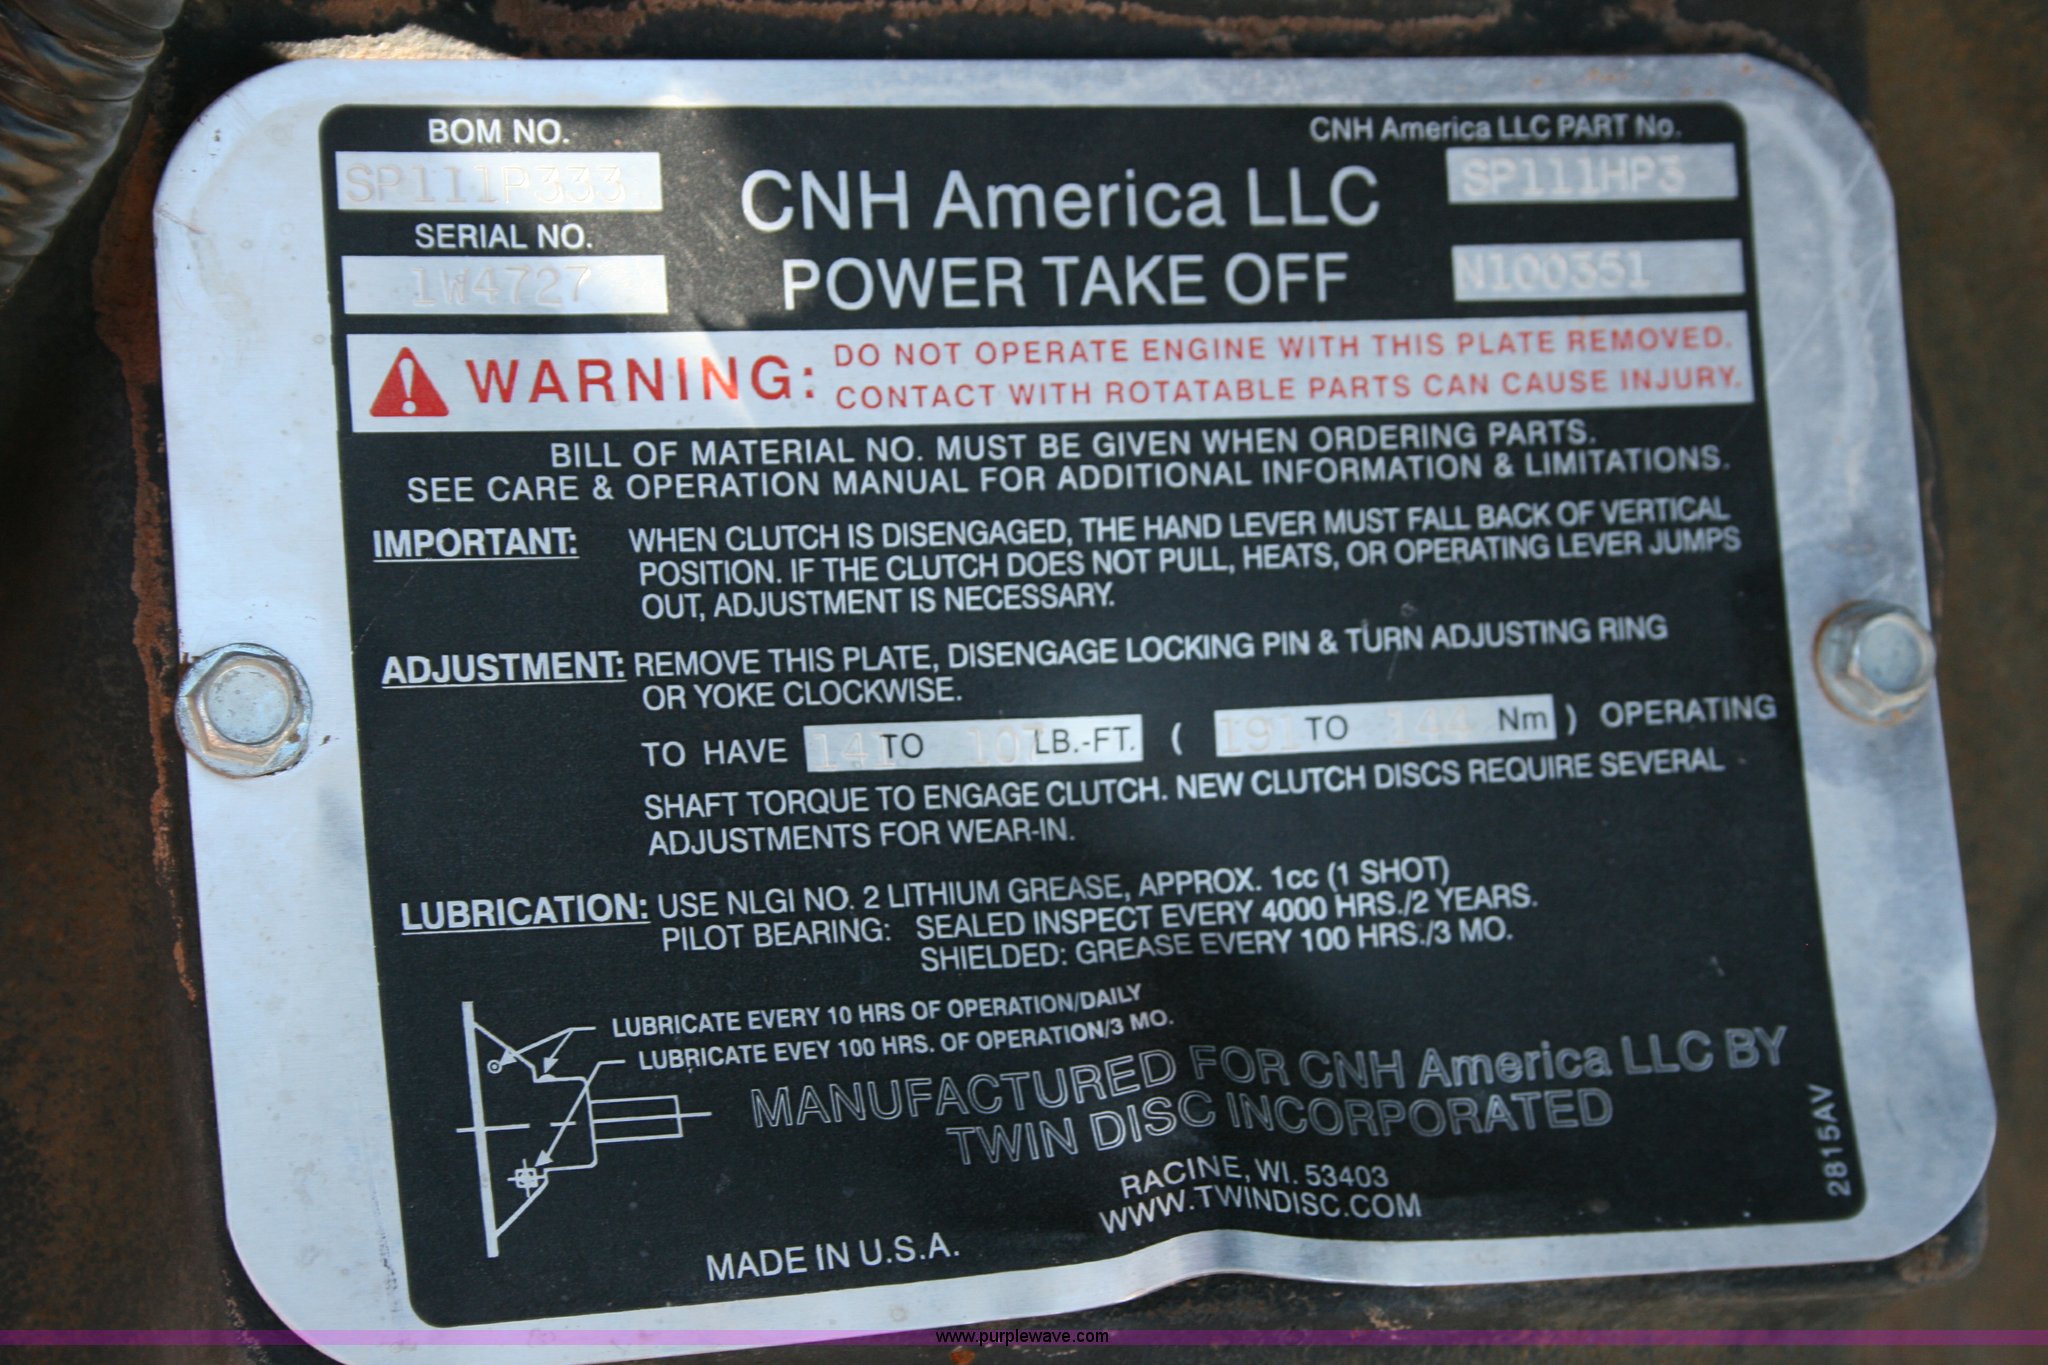 BOM NO.
SP111P333
SERIAL NO.
1W4727
CNH America LLC
POWER TAKE OFF
CNH America LLC PART No.
SP111HP3
N100351
WARNING: DO NOT OPERATE ENGINE WITH THIS PLATE REMOVED.
CONTACT WITH ROTATABLE PARTS CAN CAUSE INJURY.
BILL OF MATERIAL NO. MUST BE GIVEN WHEN ORDERING PARTS.
SEE CARE & OPERATION MANUAL FOR ADDITIONAL INFORMATION & LIMITATIONS.
IMPORTANT: WHEN CLUTCH IS DISENGAGED, THE HAND LEVER MUST FALL BACK OF VERTICAL
POSITION. IF THE CLUTCH DOES NOT PULL, HEATS, OR OPERATING LEVER JUMPS
OUT, ADJUSTMENT IS NECESSARY.
ADJUSTMENT: REMOVE THIS PLATE, DISENGAGE LOCKING PIN & TURN ADJUSTING RING
OR YOKE CLOCKWISE.
TO HAVE 141 TO 107 LB.-FT. ( 191 TO 144 Nm ) OPERATING
SHAFT TORQUE TO ENGAGE CLUTCH. NEW CLUTCH DISCS REQUIRE SEVERAL
ADJUSTMENTS FOR WEAR-IN.
LUBRICATION: USE NLGI NO. 2 LITHIUM GREASE, APPROX. 1cc (1 SHOT)
PILOT BEARING: SEALED INSPECT EVERY 4000 HRS./2 YEARS.
SHIELDED: GREASE EVERY 100 HRS./3 MO.
LUBRICATE EVERY 10 HRS OF OPERATION/DAILY
LUBRICATE EVEY 100 HRS. OF OPERATION/3 MO.
MANUFACTURED FOR CNH America LLC BY
TWIN DISC INCORPORATED
RACINE, WI. 53403
WWW.TWINDISC.COM
MADE IN U.S.A.
2815AV
www.purplewave.com